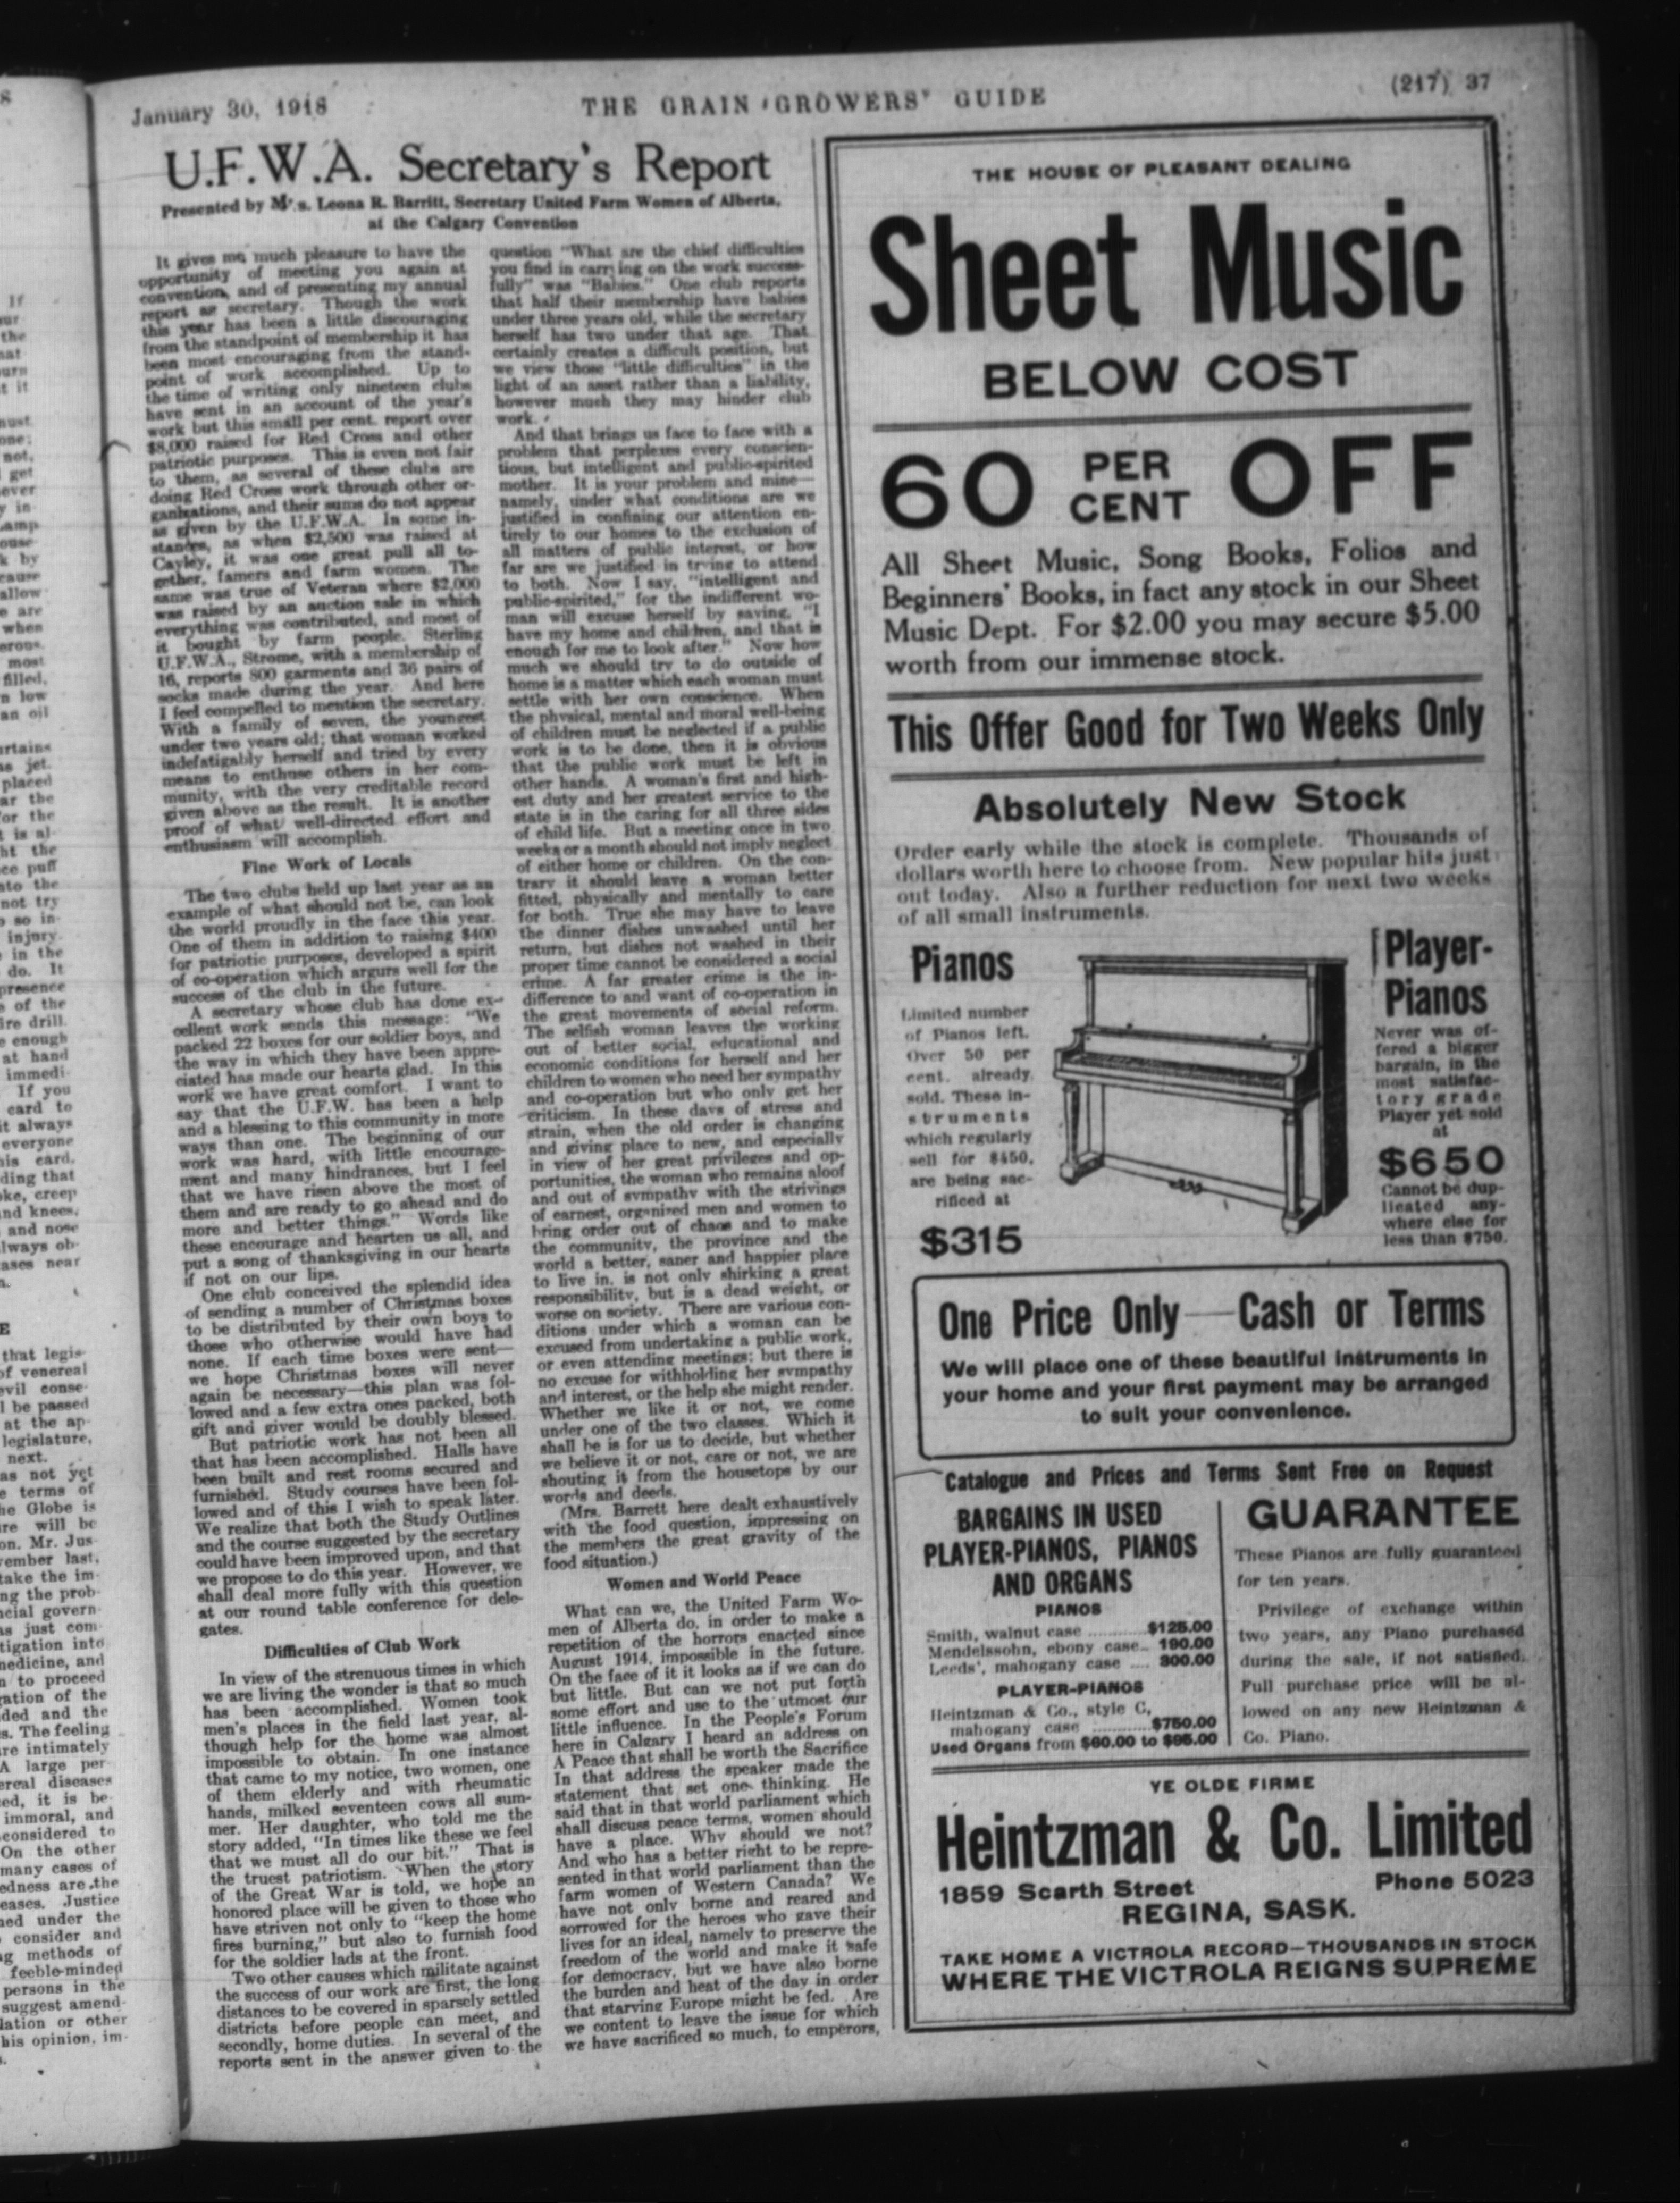 January 30, 1918
THE GRAIN GROWERS' GUIDE
(217) 37
U.F.W.A. Secretary's Report
Presented by Mrs. Leona R. Barritt, Secretary United Farm Women of Alberta,
at the Calgary Convention
It gives me much pleasure to have the
opportunity of meeting you again at
convention, and of presenting my annual
report as secretary. Though the work
this year has been a little discouraging
from the standpoint of membership it has
been most encouraging from the stand-
point of work accomplished. Up to
the time of writing only nineteen clubs
have sent in an account of the year's
work but this small per cent. report over
$8,000 raised for Red Cross and other
patriotic purposes. This is even not fair
to them, as several of these clubs are
doing Red Cross work through other or-
ganizations, and their sums do not appear
as given by the U.F.W.A. In some in-
stances, as when $2,500 was raised at
Cayley, it was one great pull all to-
gether, famers and farm women. The
same was true of Veteran where $2,000
was raised by an auction sale in which
everything was contributed, and most of
it bought by farm people. Sterling
U.F.W.A., Strome, with a membership of
16, reports 800 garments and 36 pairs of
socks made during the year. And here
I feel compelled to mention the secretary.
With a family of seven, the youngest
under two years old; that woman worked
indefatigably herself and tried by every
means to enthuse others in her com-
munity, with the very creditable record
given above as the result. It is another
proof of what well-directed effort and
enthusiasm will accomplish.
Fine Work of Locals
The two clubs held up last year as an
example of what should not be, can look
the world proudly in the face this year.
One of them in addition to raising $400
for patriotic purposes, developed a spirit
of co-operation which argurs well for the
success of the club in the future.
A secretary whose club has done ex-
cellent work sends this message: "We
packed 22 boxes for our soldier boys, and
the way in which they have been appre-
ciated has made our hearts glad. In this
work we have great comfort. I want to
say that the U.F.W. has been a help
and a blessing to this community in more
ways than one. The beginning of our
work was hard, with little encourage-
ment and many hindrances, but I feel
that we have risen above the most of
them and are ready to go ahead and do
more and better things." Words like
these encourage and hearten us all, and
put a song of thanksgiving in our hearts
if not on our lips.
One club conceived the splendid idea
of sending a number of Christmas boxes
to be distributed by their own boys to
those who otherwise would have had
none. If each time boxes were sent—
we hope Christmas boxes will never
again be necessary—this plan was fol-
lowed and a few extra ones packed, both
gift and giver would be doubly blessed.
But patriotic work has not been all
that has been accomplished. Halls have
been built and rest rooms secured and
furnished. Study courses have been fol-
lowed and of this I wish to speak later.
We realize that both the Study Outlines
and the course suggested by the secretary
could have been improved upon, and that
we propose to do this year. However, we
shall deal more fully with this question
at our round table conference for dele-
gates.
Difficulties of Club Work
In view of the strenuous times in which
we are living the wonder is that so much
has been accomplished. Women took
men's places in the field last year, al-
though help for the home was almost
impossible to obtain. In one instance
that came to my notice, two women, one
of them elderly and with rheumatic
hands, milked seventeen cows all sum-
mer. Her daughter, who told me the
story added, "In times like these we feel
that we must all do our bit." That is
the truest patriotism. When the story
of the Great War is told, we hope an
honored place will be given to those who
have striven not only to "keep the home
fires burning," but also to furnish food
for the soldier lads at the front.
Two other causes which militate against
the success of our work are first, the long
distances to be covered in sparsely settled
districts before people can meet, and
secondly, home duties. In several of the
reports sent in the answer given to the
question "What are the chief difficulties
you find in carrying on the work success-
fully" was "Babies." One club reports
that half their membership have babies
under three years old, while the secretary
herself has two under that age. That
certainly creates a difficult position, but
we view those "little difficulties" in the
light of an asset rather than a liability,
however much they may hinder club
work.
And that brings us face to face with a
problem that perplexes every conscien-
tious, but intelligent and public-spirited
mother. It is your problem and mine—
namely, under what conditions are we
justified in confining our attention en-
tirely to our homes to the exclusion of
all matters of public interest, or how
far are we justified in trying to attend
to both. Now I say, "intelligent and
public-spirited," for the indifferent wo-
man will excuse herself by saying, "I
have my home and children, and that is
enough for me to look after." Now how
much we should try to do outside of
home is a matter which each woman must
settle with her own conscience. When
the physical, mental and moral well-being
of children must be neglected if a public
work is to be done, then it is obvious
that the public work must be left in
other hands. A woman's first and high-
est duty and her greatest service to the
state is in the caring for all three sides
of child life. But a meeting once in two
weeks or a month should not imply neglect
of either home or children. On the con-
trary it should leave a woman better
fitted, physically and mentally to care
for both. True she may have to leave
the dinner dishes unwashed until her
return, but dishes not washed in their
proper time cannot be considered a social
crime. A far greater crime is the in-
difference to and want of co-operation in
the great movements of social reform.
The selfish woman leaves the working
out of better social, educational and
economic conditions for herself and her
children to women who need her sympathy
and co-operation but who only get her
criticism. In these days of stress and
strain, when the old order is changing
and giving place to new, and especially
in view of her great privileges and op-
portunities, the woman who remains aloof
and out of sympathy with the strivings
of earnest, organized men and women to
bring order out of chaos and to make
the community, the province and the
world a better, saner and happier place
to live in, is not only shirking a great
responsibility, but is a dead weight, or
worse on society. There are various con-
ditions under which a woman can be
excused from undertaking a public work,
or even attending meetings; but there is
no excuse for withholding her sympathy
and interest, or the help she might render.
Whether we like it or not, we come
under one of the two classes. Which it
shall be is for us to decide, but whether
we believe it or not, care or not, we are
shouting it from the housetops by our
words and deeds.
(Mrs. Barrett here dealt exhaustively
with the food question, impressing on
the members the great gravity of the
food situation.)
Women and World Peace
What can we, the United Farm Wo-
men of Alberta do, in order to make a
repetition of the horrors enacted since
August 1914, impossible in the future.
On the face of it it looks as if we can do
but little. But can we not put forth
some effort and use to the utmost our
little influence. In the People's Forum
here in Calgary I heard an address on
A Peace that shall be worth the Sacrifice
In that address the speaker made the
statement that set one thinking. He
said that in that world parliament which
shall discuss peace terms, women should
have a place. Why should we not?
And who has a better right to be repre-
sented in that world parliament than the
farm women of Western Canada? We
have not only borne and reared and
sorrowed for the heroes who gave their
lives for an ideal, namely to preserve the
freedom of the world and make it safe
for democracy, but we have also borne
the burden and heat of the day in order
that starving Europe might be fed. Are
we content to leave the issue for which
we have sacrificed so much, to emperors,
THE HOUSE OF PLEASANT DEALING
Sheet Music
BELOW COST
60 PER CENT OFF
All Sheet Music, Song Books, Folios and
Beginners' Books, in fact any stock in our Sheet
Music Dept. For $2.00 you may secure $5.00
worth from our immense stock.
This Offer Good for Two Weeks Only
Absolutely New Stock
Order early while the stock is complete. Thousands of
dollars worth here to choose from. New popular hits just
out today. Also a further reduction for next two weeks
of all small instruments.
Pianos
Limited number
of Pianos left.
Over 50 per
cent. already
sold. These in-
struments
which regularly
sell for $450,
are being sac-
rificed at
$315
Player-
Pianos
Never was of-
fered a bigger
bargain, in the
most satisfac-
tory grade
Player yet sold
at
$650
Cannot be dup-
licated any-
where else for
less than $750.
One Price Only—Cash or Terms
We will place one of these beautiful instruments in
your home and your first payment may be arranged
to suit your convenience.
Catalogue and Prices and Terms Sent Free on Request
BARGAINS IN USED
PLAYER-PIANOS, PIANOS
AND ORGANS
PIANOS
Smith, walnut case ........... $125.00
Mendelssohn, ebony case.. 190.00
Leeds', mahogany case .... 300.00
PLAYER-PIANOS
Heintzman & Co., style C,
mahogany case ...........$750.00
Used Organs from $60.00 to $95.00
GUARANTEE
These Pianos are fully guaranteed
for ten years.
Privilege of exchange within
two years, any Piano purchased
during the sale, if not satisfied.
Full purchase price will be al-
lowed on any new Heintzman &
Co. Piano.
YE OLDE FIRME
Heintzman & Co. Limited
1859 Scarth Street
Phone 5023
REGINA, SASK.
TAKE HOME A VICTROLA RECORD—THOUSANDS IN STOCK
WHERE THE VICTROLA REIGNS SUPREME